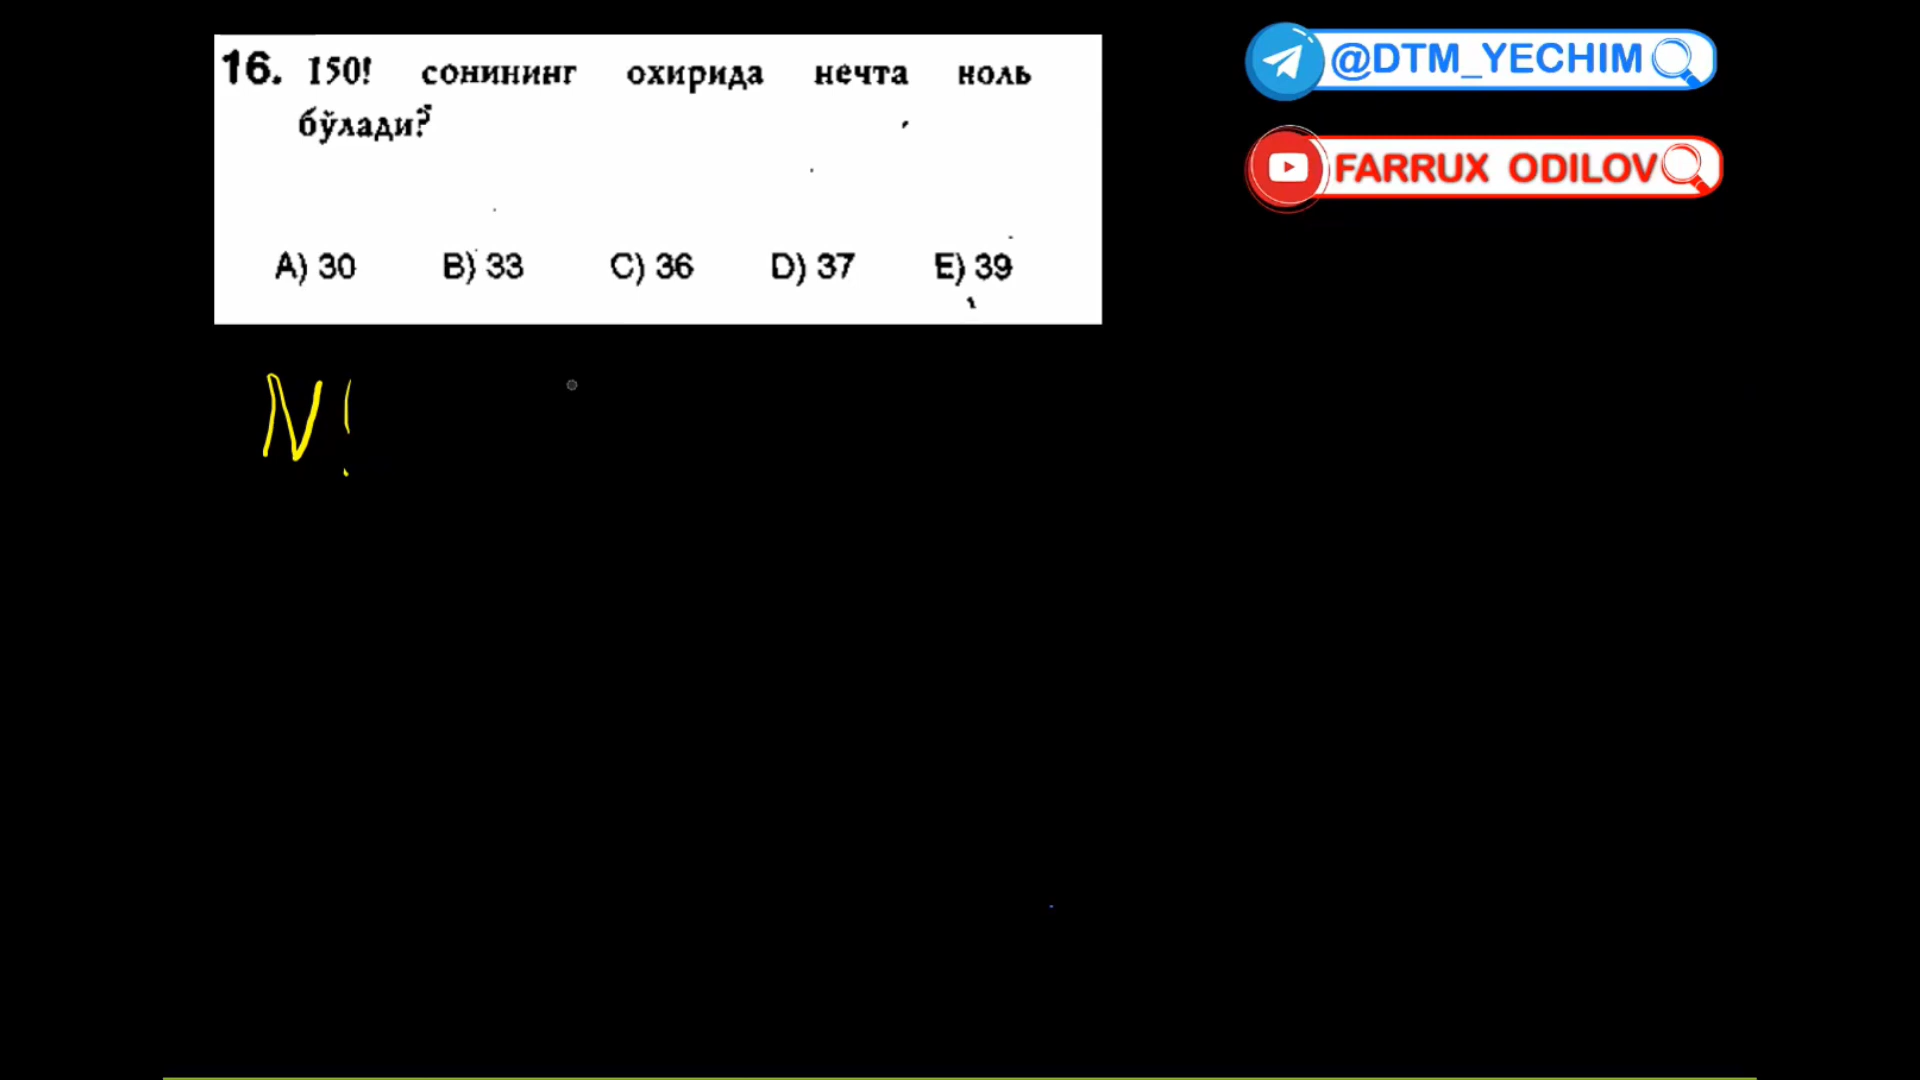 16. 150! сонининг охирида нечта ноль
бўлади?
A) 30 B) 33 C) 36 D) 37 E) 39
N!
@DTM_YECHIM
FARRUX ODILOV